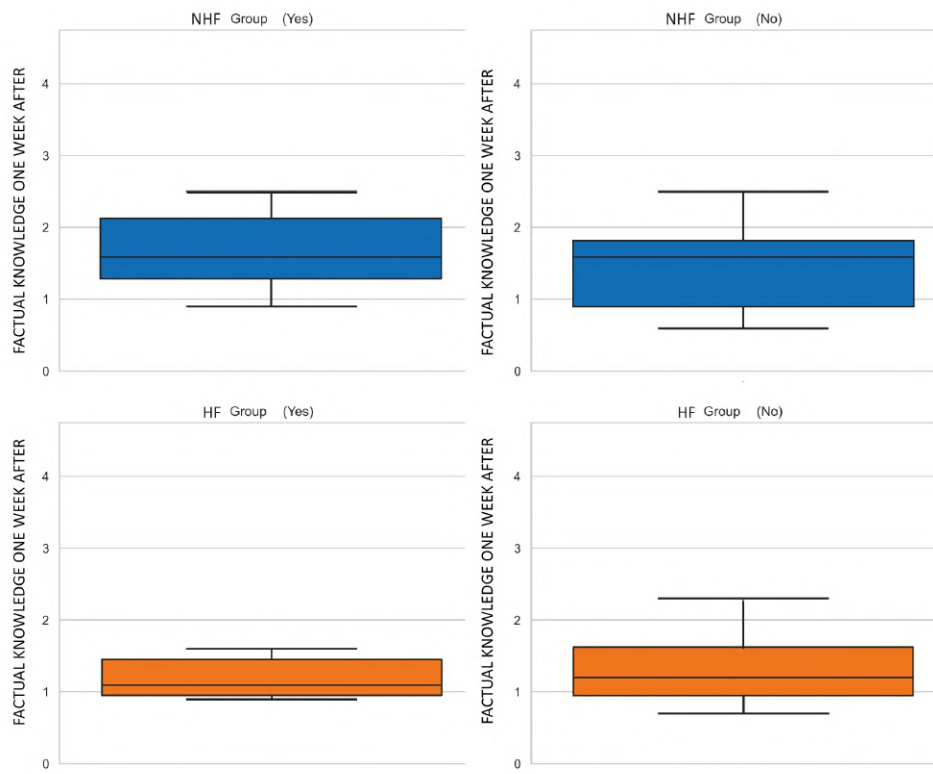 NHF Group (Yes)
FACTUAL KNOWLEDGE ONE WEEK AFTER
4
3
2
1
0
NHF Group (No)
FACTUAL KNOWLEDGE ONE WEEK AFTER
4
3
2
1
0
HF Group (Yes)
FACTUAL KNOWLEDGE ONE WEEK AFTER
4
3
2
1
0
HF Group (No)
FACTUAL KNOWLEDGE ONE WEEK AFTER
4
3
2
1
0